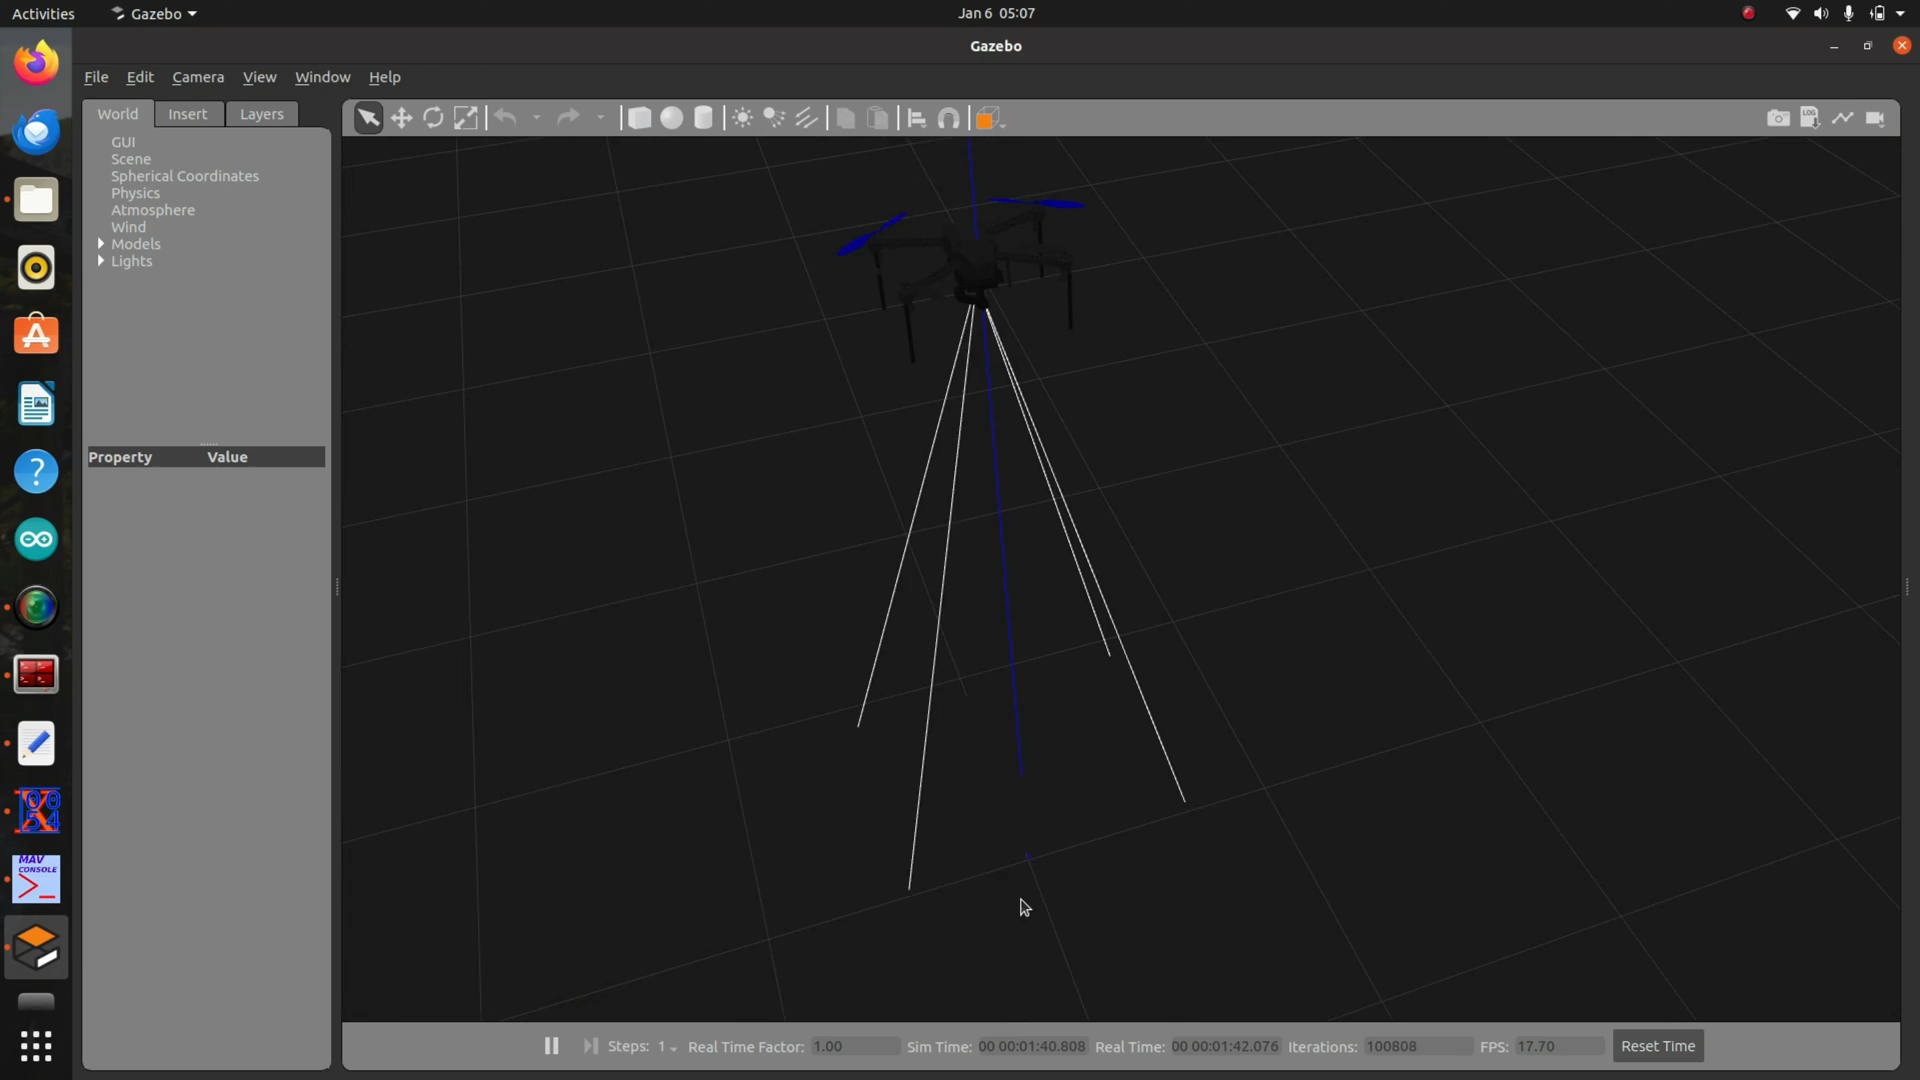 Activities
Gazebo
Jan 6 05:07
Gazebo
File Edit Camera View Window Help
World Insert Layers
GUI
Scene
Spherical Coordinates
Physics
Atmosphere
Wind
Models
Lights
Property Value
LOG
?
MAV
CONSOLE
Steps: 1 Real Time Factor: 1.00 Sim Time: 00 00:01:40.808 Real Time: 00 00:01:42.076 Iterations: 100808 FPS: 17.70 Reset Time